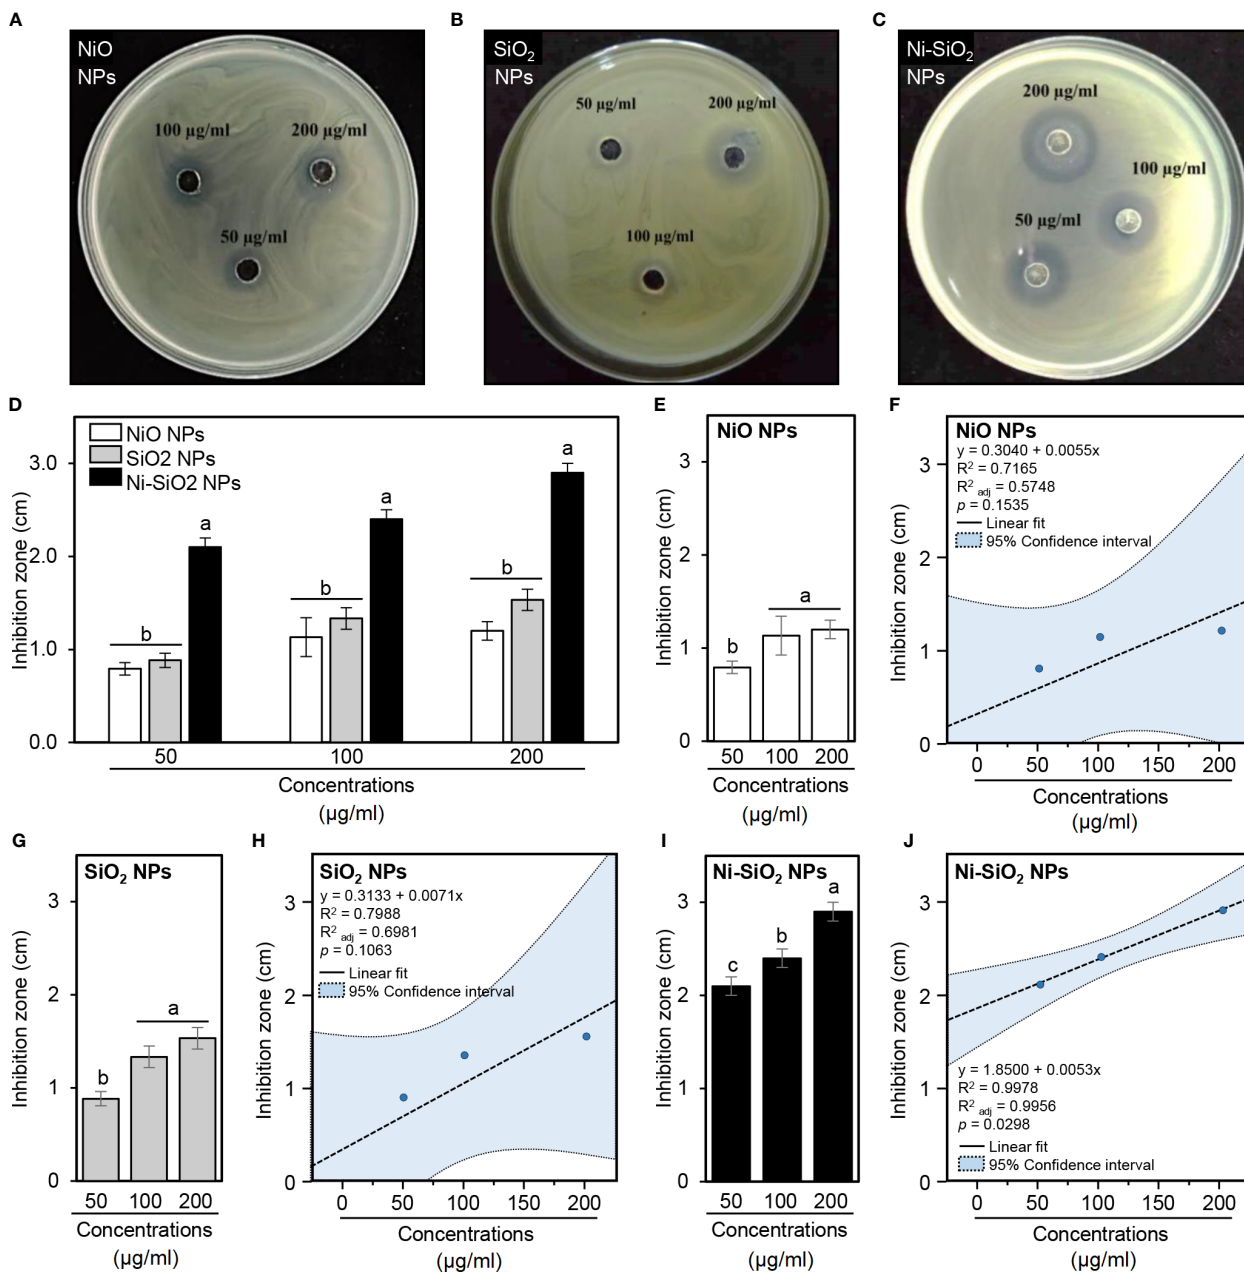 A
NiO
NPs
100 µg/ml
200 µg/ml
50 µg/ml
B
SiO2
NPs
50 µg/ml
200 µg/ml
100 µg/ml
C
Ni-SiO2
NPs
200 µg/ml
100 µg/ml
50 µg/ml
D
NiO NPs
SiO2 NPs
Ni-SiO2 NPs
Inhibition zone (cm)
3.0
2.0
1.0
0.0
b
a
b
a
b
a
50
100
200
Concentrations
(µg/ml)
E
NiO NPs
Inhibition zone (cm)
3
2
1
0
b
a
50
100
200
Concentrations
(µg/ml)
F
NiO NPs
y = 0.3040 + 0.0055x
R2 = 0.7165
R2 adj = 0.5748
p = 0.1535
Linear fit
95% Confidence interval
Inhibition zone (cm)
3
2
1
0
0
50
100
150
200
Concentrations
(µg/ml)
G
SiO2 NPs
Inhibition zone (cm)
3
2
1
0
b
a
50
100
200
Concentrations
(µg/ml)
H
SiO2 NPs
y = 0.3133 + 0.0071x
R2 = 0.7988
R2 adj = 0.6981
p = 0.1063
Linear fit
95% Confidence interval
Inhibition zone (cm)
3
2
1
0
0
50
100
150
200
Concentrations
(µg/ml)
I
Ni-SiO2 NPs
Inhibition zone (cm)
3
2
1
0
c
b
a
50
100
200
Concentrations
(µg/ml)
J
Ni-SiO2 NPs
y = 1.8500 + 0.0053x
R2 = 0.9978
R2 adj = 0.9956
p = 0.0298
Linear fit
95% Confidence interval
Inhibition zone (cm)
3
2
1
0
0
50
100
150
200
Concentrations
(µg/ml)